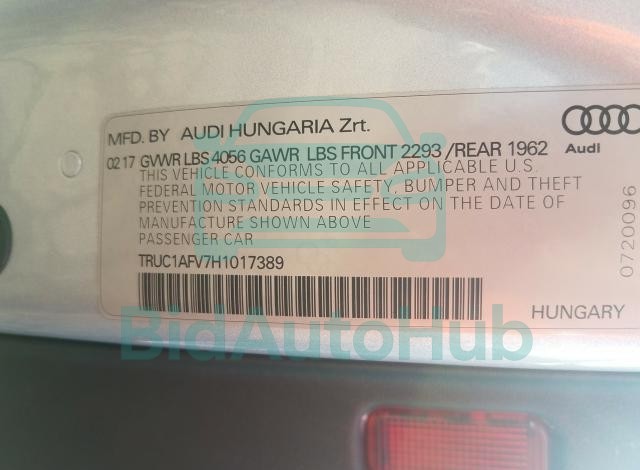 MFD. BY AUDI HUNGARIA Zrt.
Audi
02 17 GVWR LBS 4056 GAWR LBS FRONT 2293 /REAR 1962
THIS VEHICLE CONFORMS TO ALL APPLICABLE U.S.
FEDERAL MOTOR VEHICLE SAFETY, BUMPER AND THEFT
PREVENTION STANDARDS IN EFFECT ON THE DATE OF
MANUFACTURE SHOWN ABOVE
PASSENGER CAR
TRUC1AFV7H1017389
0720096
HUNGARY
BidAutoHub